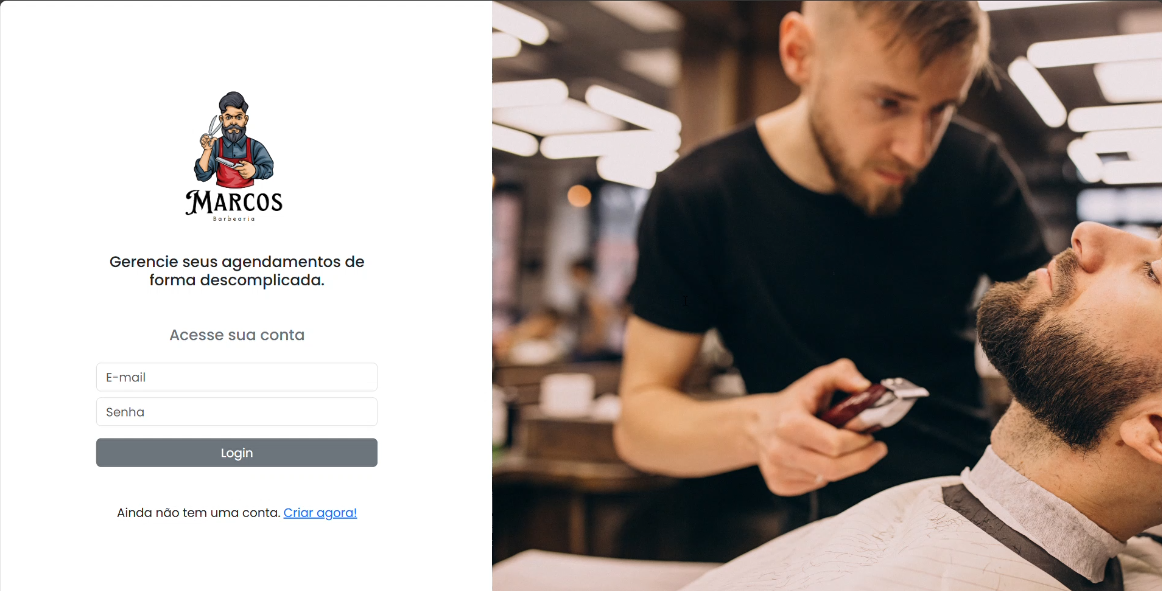 MARCOS
Barbearia
Gerencie seus agendamentos de
forma descomplicada.
Acesse sua conta
E-mail
Senha
Login
Ainda não tem uma conta. Criar agora!